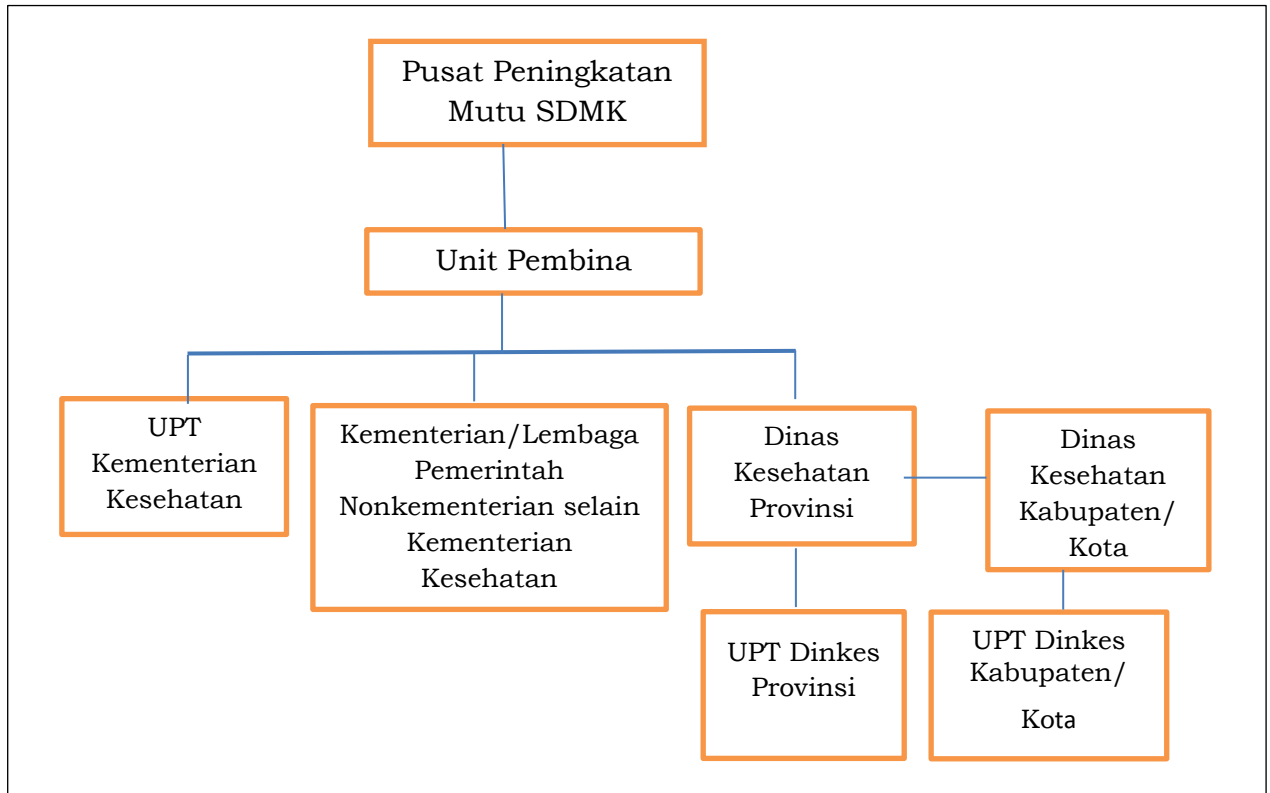 Pusat Peningkatan
Mutu SDMK
Unit Pembina
UPT
Kementerian
Kesehatan
Kementerian/Lembaga
Pemerintah
Nonkementerian selain
Kementerian
Kesehatan
Dinas
Kesehatan
Provinsi
Dinas
Kesehatan
Kabupaten/
Kota
UPT Dinkes
Provinsi
UPT Dinkes
Kabupaten/
Kota